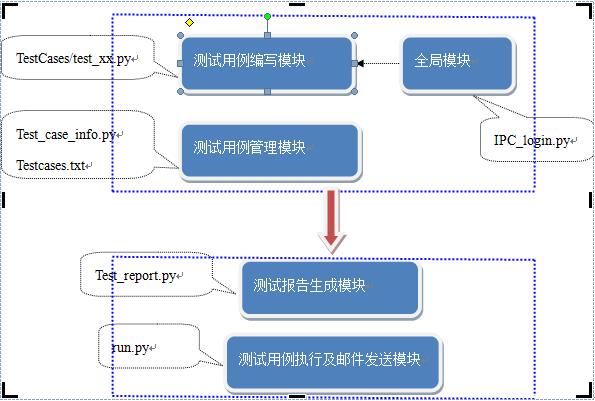 TestCases/test_xx.py
测试用例编写模块
全局模块
Test_case_info.py
Testcases.txt
测试用例管理模块
IPC_login.py
Test_report.py
测试报告生成模块
run.py
测试用例执行及邮件发送模块